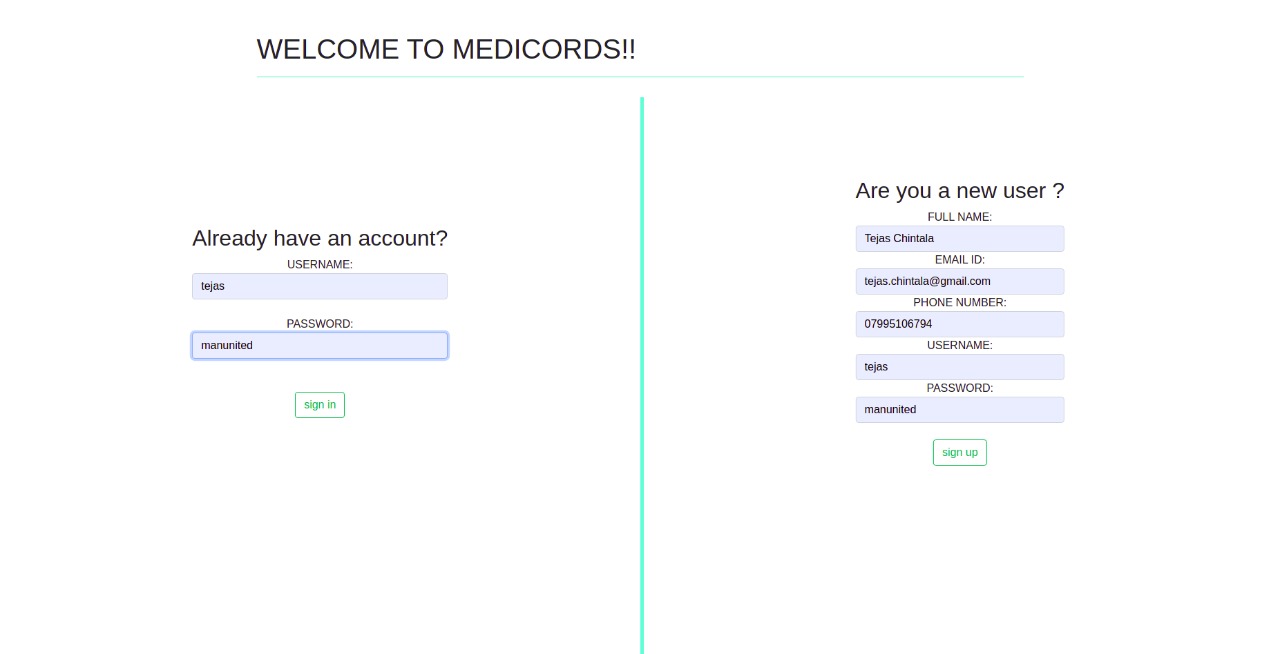 WELCOME TO MEDICORDS!!
Already have an account?
USERNAME:
tejas
PASSWORD:
manunited
sign in
Are you a new user ?
FULL NAME:
Tejas Chintala
EMAIL ID:
tejas.chintala@gmail.com
PHONE NUMBER:
07995106794
USERNAME:
tejas
PASSWORD:
manunited
sign up